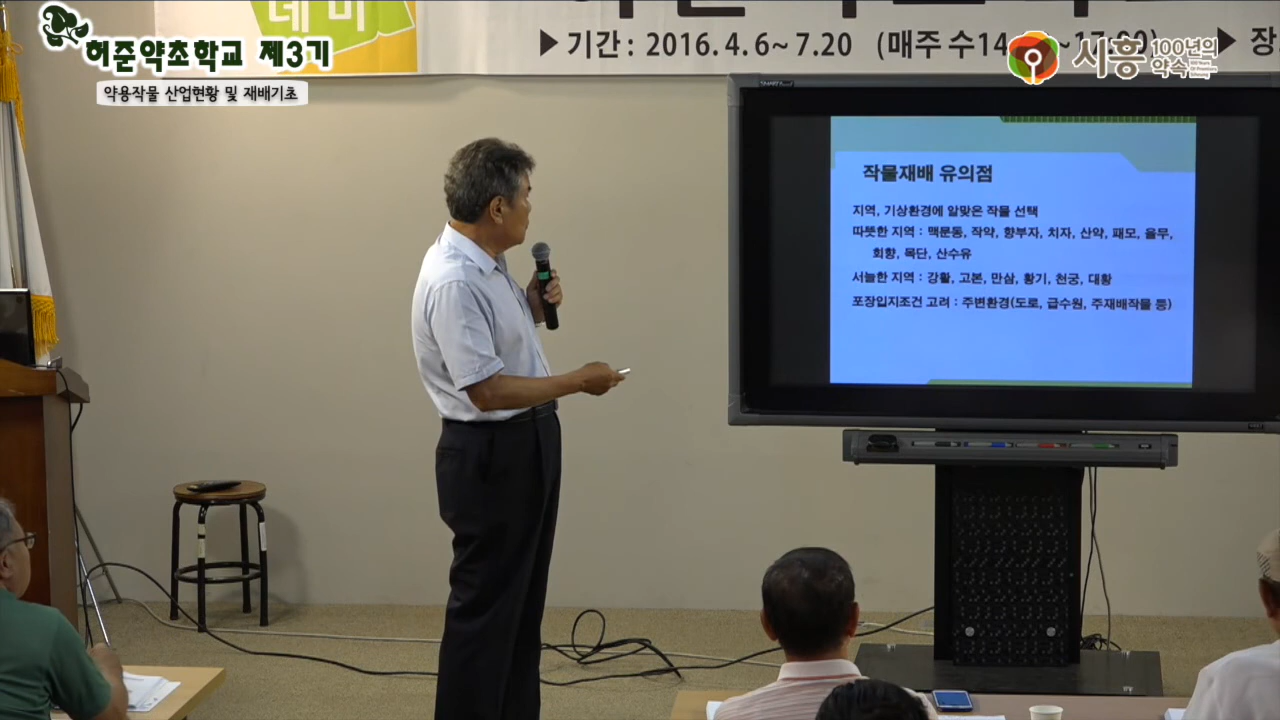 허준약초학교 제3기
약용작물 산업현황 및 재배기초
▶기간 : 2016.4.6~7.20 (매주 수14
▶장
시흥 100년의 약속
작물재배 유의점
지역, 기상환경에 알맞은 작물 선택
따뜻한 지역 : 맥문동, 작약, 향부자, 치자, 산약, 패모, 율무,
회향, 목단, 산수유
서늘한 지역 : 강활, 고본, 만삼, 황기, 천궁, 대황
포장입지조건 고려 : 주변환경(도로, 급수원, 주재배작물 등)